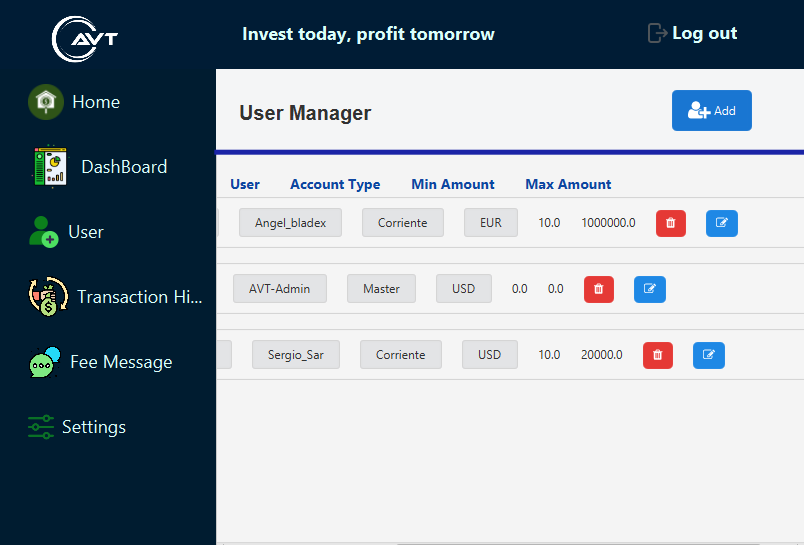 AVT
Invest today, profit tomorrow
Log out
Home
DashBoard
User
Transaction Hi...
Fee Message
Settings
User Manager
Add
User Account Type Min Amount Max Amount
Angel_bladex Corriente EUR 10.0 1000000.0
AVT-Admin Master USD 0.0 0.0
Sergio_Sar Corriente USD 10.0 20000.0